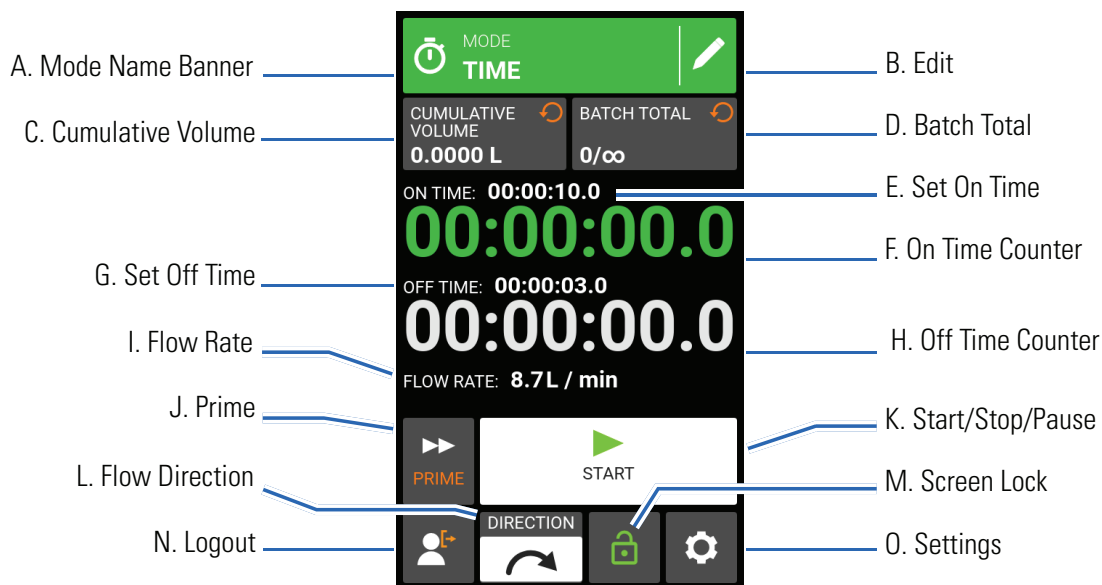 MODE
TIME
A. Mode Name Banner
B. Edit
CUMULATIVE
VOLUME
0.0000 L
BATCH TOTAL
0/∞
C. Cumulative Volume
D. Batch Total
ON TIME: 00:00:10.0
E. Set On Time
00:00:00.0
F. On Time Counter
G. Set Off Time
OFF TIME: 00:00:03.0
00:00:00.0
H. Off Time Counter
I. Flow Rate
FLOW RATE: 8.7L / min
J. Prime
K. Start/Stop/Pause
PRIME
START
L. Flow Direction
M. Screen Lock
DIRECTION
N. Logout
O. Settings